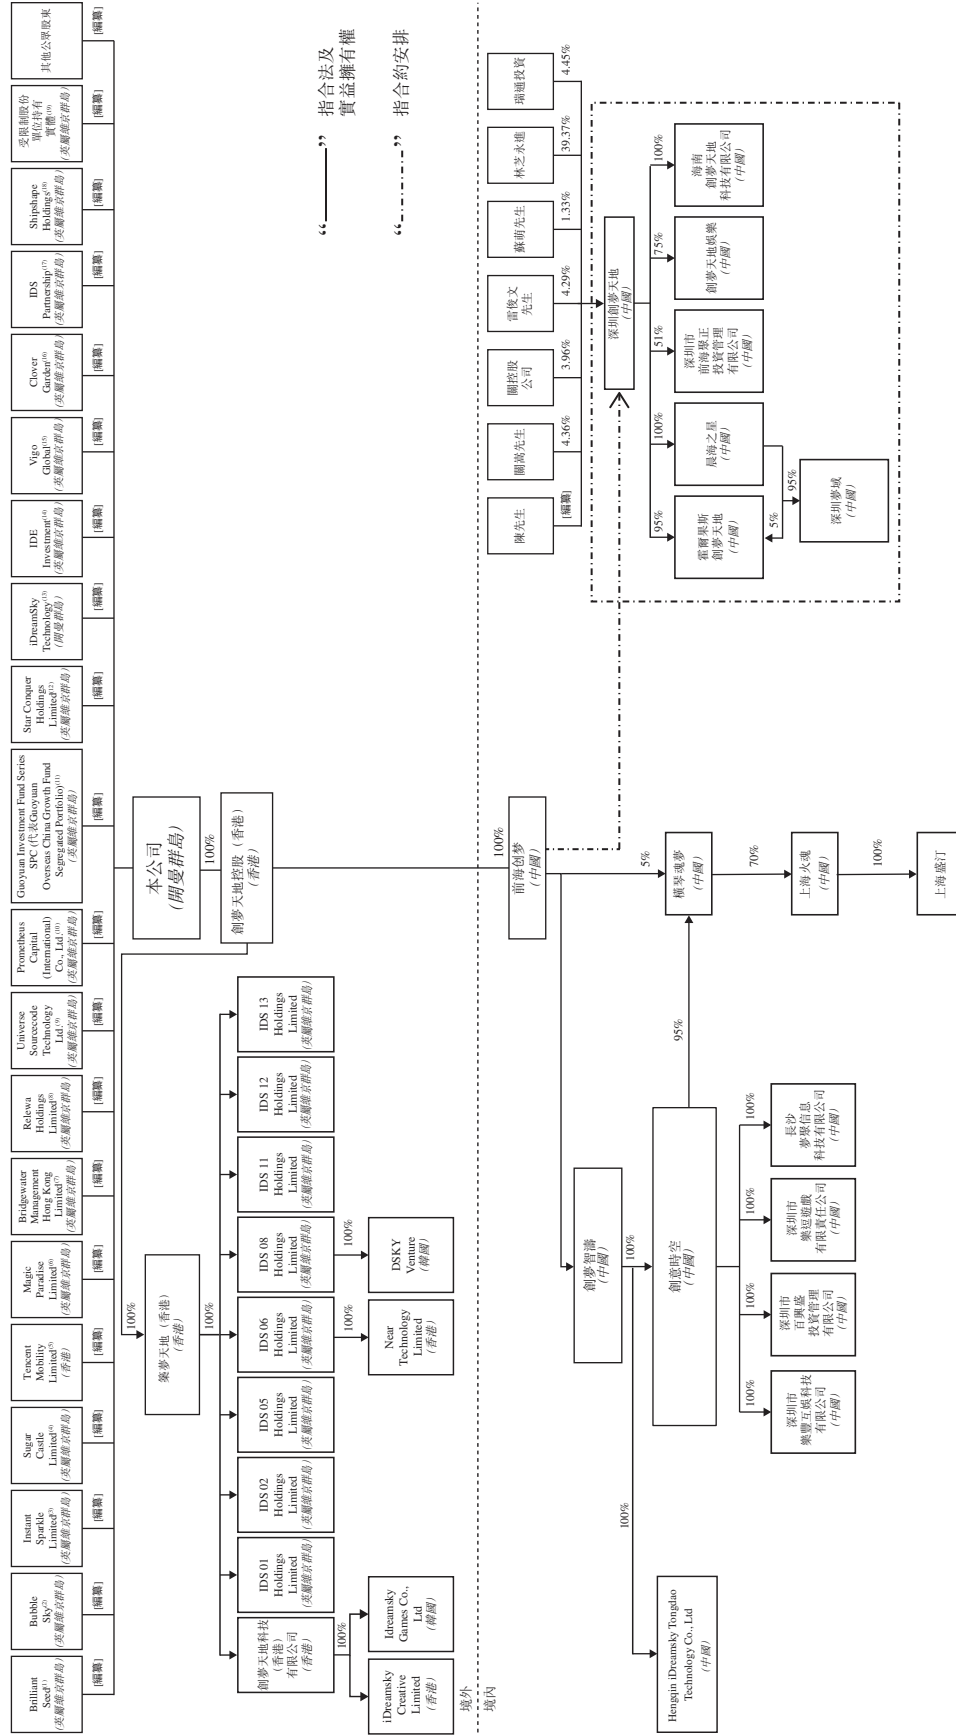 Brilliant
Seed⁽¹⁾
(英屬維京群島)
[編纂]
Bubble
Sky⁽²⁾
(英屬維京群島)
[編纂]
Instant
Sparkle
Limited⁽³⁾
(英屬維京群島)
[編纂]
Sugar
Castle
Limited⁽⁴⁾
(英屬維京群島)
[編纂]
Tencent
Mobility
Limited⁽⁵⁾
(香港)
[編纂]
Magic
Paradise
Limited⁽⁶⁾
(英屬維京群島)
[編纂]
Bridgewater
Management
Hong Kong
Limited⁽⁷⁾
(英屬維京群島)
[編纂]
Relewa
Holdings
Limited⁽⁸⁾
(英屬維京群島)
[編纂]
Universe
Sourcecode
Technology
Ltd.⁽⁹⁾
(英屬維京群島)
[編纂]
Prometheus
Capital
(International)
Co., Ltd.⁽¹⁰⁾
(英屬維京群島)
[編纂]
Guoyuan Investment Fund Series
SPC (代表Guoyuan
Overseas China Growth Fund
Segregated Portfolio)⁽¹¹⁾
(英屬維京群島)
[編纂]
Star Conquer
Holdings
Limited⁽¹²⁾
(英屬維京群島)
[編纂]
iDreamSky
Technology⁽¹³⁾
(開曼群島)
[編纂]
IDE
Investment⁽¹⁴⁾
(英屬維京群島)
[編纂]
Vigo
Global⁽¹⁵⁾
(英屬維京群島)
[編纂]
Clover
Garden⁽¹⁶⁾
(英屬維京群島)
[編纂]
IDS
Partnership⁽¹⁷⁾
(英屬維京群島)
[編纂]
Shipshape
Holdings⁽¹⁸⁾
(英屬維京群島)
[編纂]
受限制股份
單位持有
實體⁽¹⁹⁾
(英屬維京群島)
[編纂]
其他公眾股東
[編纂]
本公司
(開曼群島)
100%
創夢天地控股（香港）
(香港)
100%
築夢天地（香港）
(香港)
100%
創夢天地科技
（香港）
有限公司
(香港)
IDS 01
Holdings
Limited
(英屬維京群島)
IDS 02
Holdings
Limited
(英屬維京群島)
IDS 05
Holdings
Limited
(英屬維京群島)
IDS 06
Holdings
Limited
(英屬維京群島)
IDS 08
Holdings
Limited
(英屬維京群島)
IDS 11
Holdings
Limited
(英屬維京群島)
IDS 12
Holdings
Limited
(英屬維京群島)
IDS 13
Holdings
Limited
(英屬維京群島)
100%
100%
100%
iDreamsky
Creative
Limited
(香港)
Idreamsky
Games Co.,
Ltd
(韓國)
Near
Technology
Limited
(香港)
DSKY
Venture
(韓國)
“——” 指合法及
實益擁有權
“-·-·-” 指合約安排
境外
境內
100%
前海创梦
(中國)
陳先生
[編纂]
關嵩先生
4.36%
關控股
公司
3.96%
雷俊文
先生
4.29%
蘇萌先生
1.33%
林芝永進
39.37%
瑞通投資
4.45%
深圳創夢天地
(中國)
95%
100%
51%
75%
100%
霍爾果斯
創夢天地
(中國)
晨海之星
(中國)
深圳市
前海聚正
投資管理
有限公司
(中國)
創夢天地娛樂
(中國)
海南
創夢天地
科技有限公司
(中國)
5%
95%
深圳夢域
(中國)
創夢智濤
(中國)
100%
100%
Hengqin iDreamsky Tongdao
Technology Co., Ltd
(中國)
創意時空
(中國)
95%
5%
橫琴魂夢
(中國)
70%
上海火魂
(中國)
100%
上海盛汀
100%
100%
100%
100%
深圳市
樂豐互娛科技
有限公司
(中國)
深圳市
百興盛
投資管理
有限公司
(中國)
深圳市
樂逗遊戲
有限責任公司
(中國)
長沙
夢聚信息
科技有限公司
(中國)